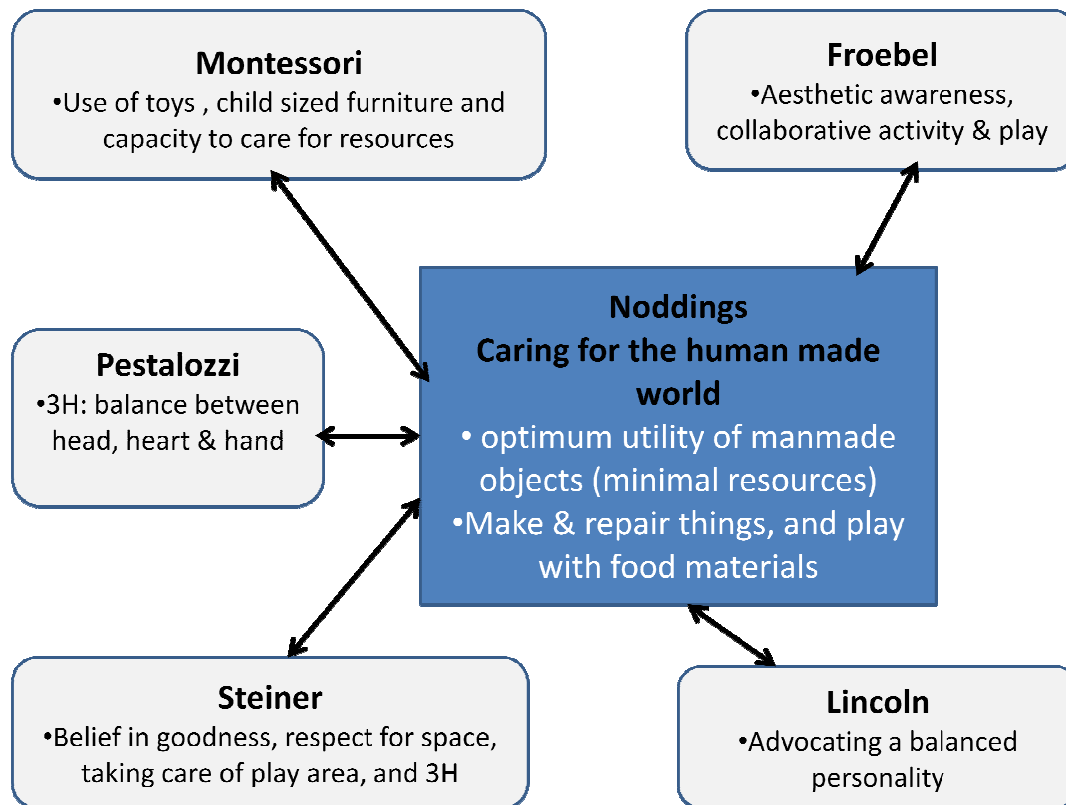 Montessori
•Use of toys , child sized furniture and
capacity to care for resources
Froebel
•Aesthetic awareness,
collaborative activity & play
Noddings
Caring for the human made
world
• optimum utility of manmade
objects (minimal resources)
•Make & repair things, and play
with food materials
Pestalozzi
•3H: balance between
head, heart & hand
Steiner
•Belief in goodness, respect for space,
taking care of play area, and 3H
Lincoln
•Advocating a balanced
personality